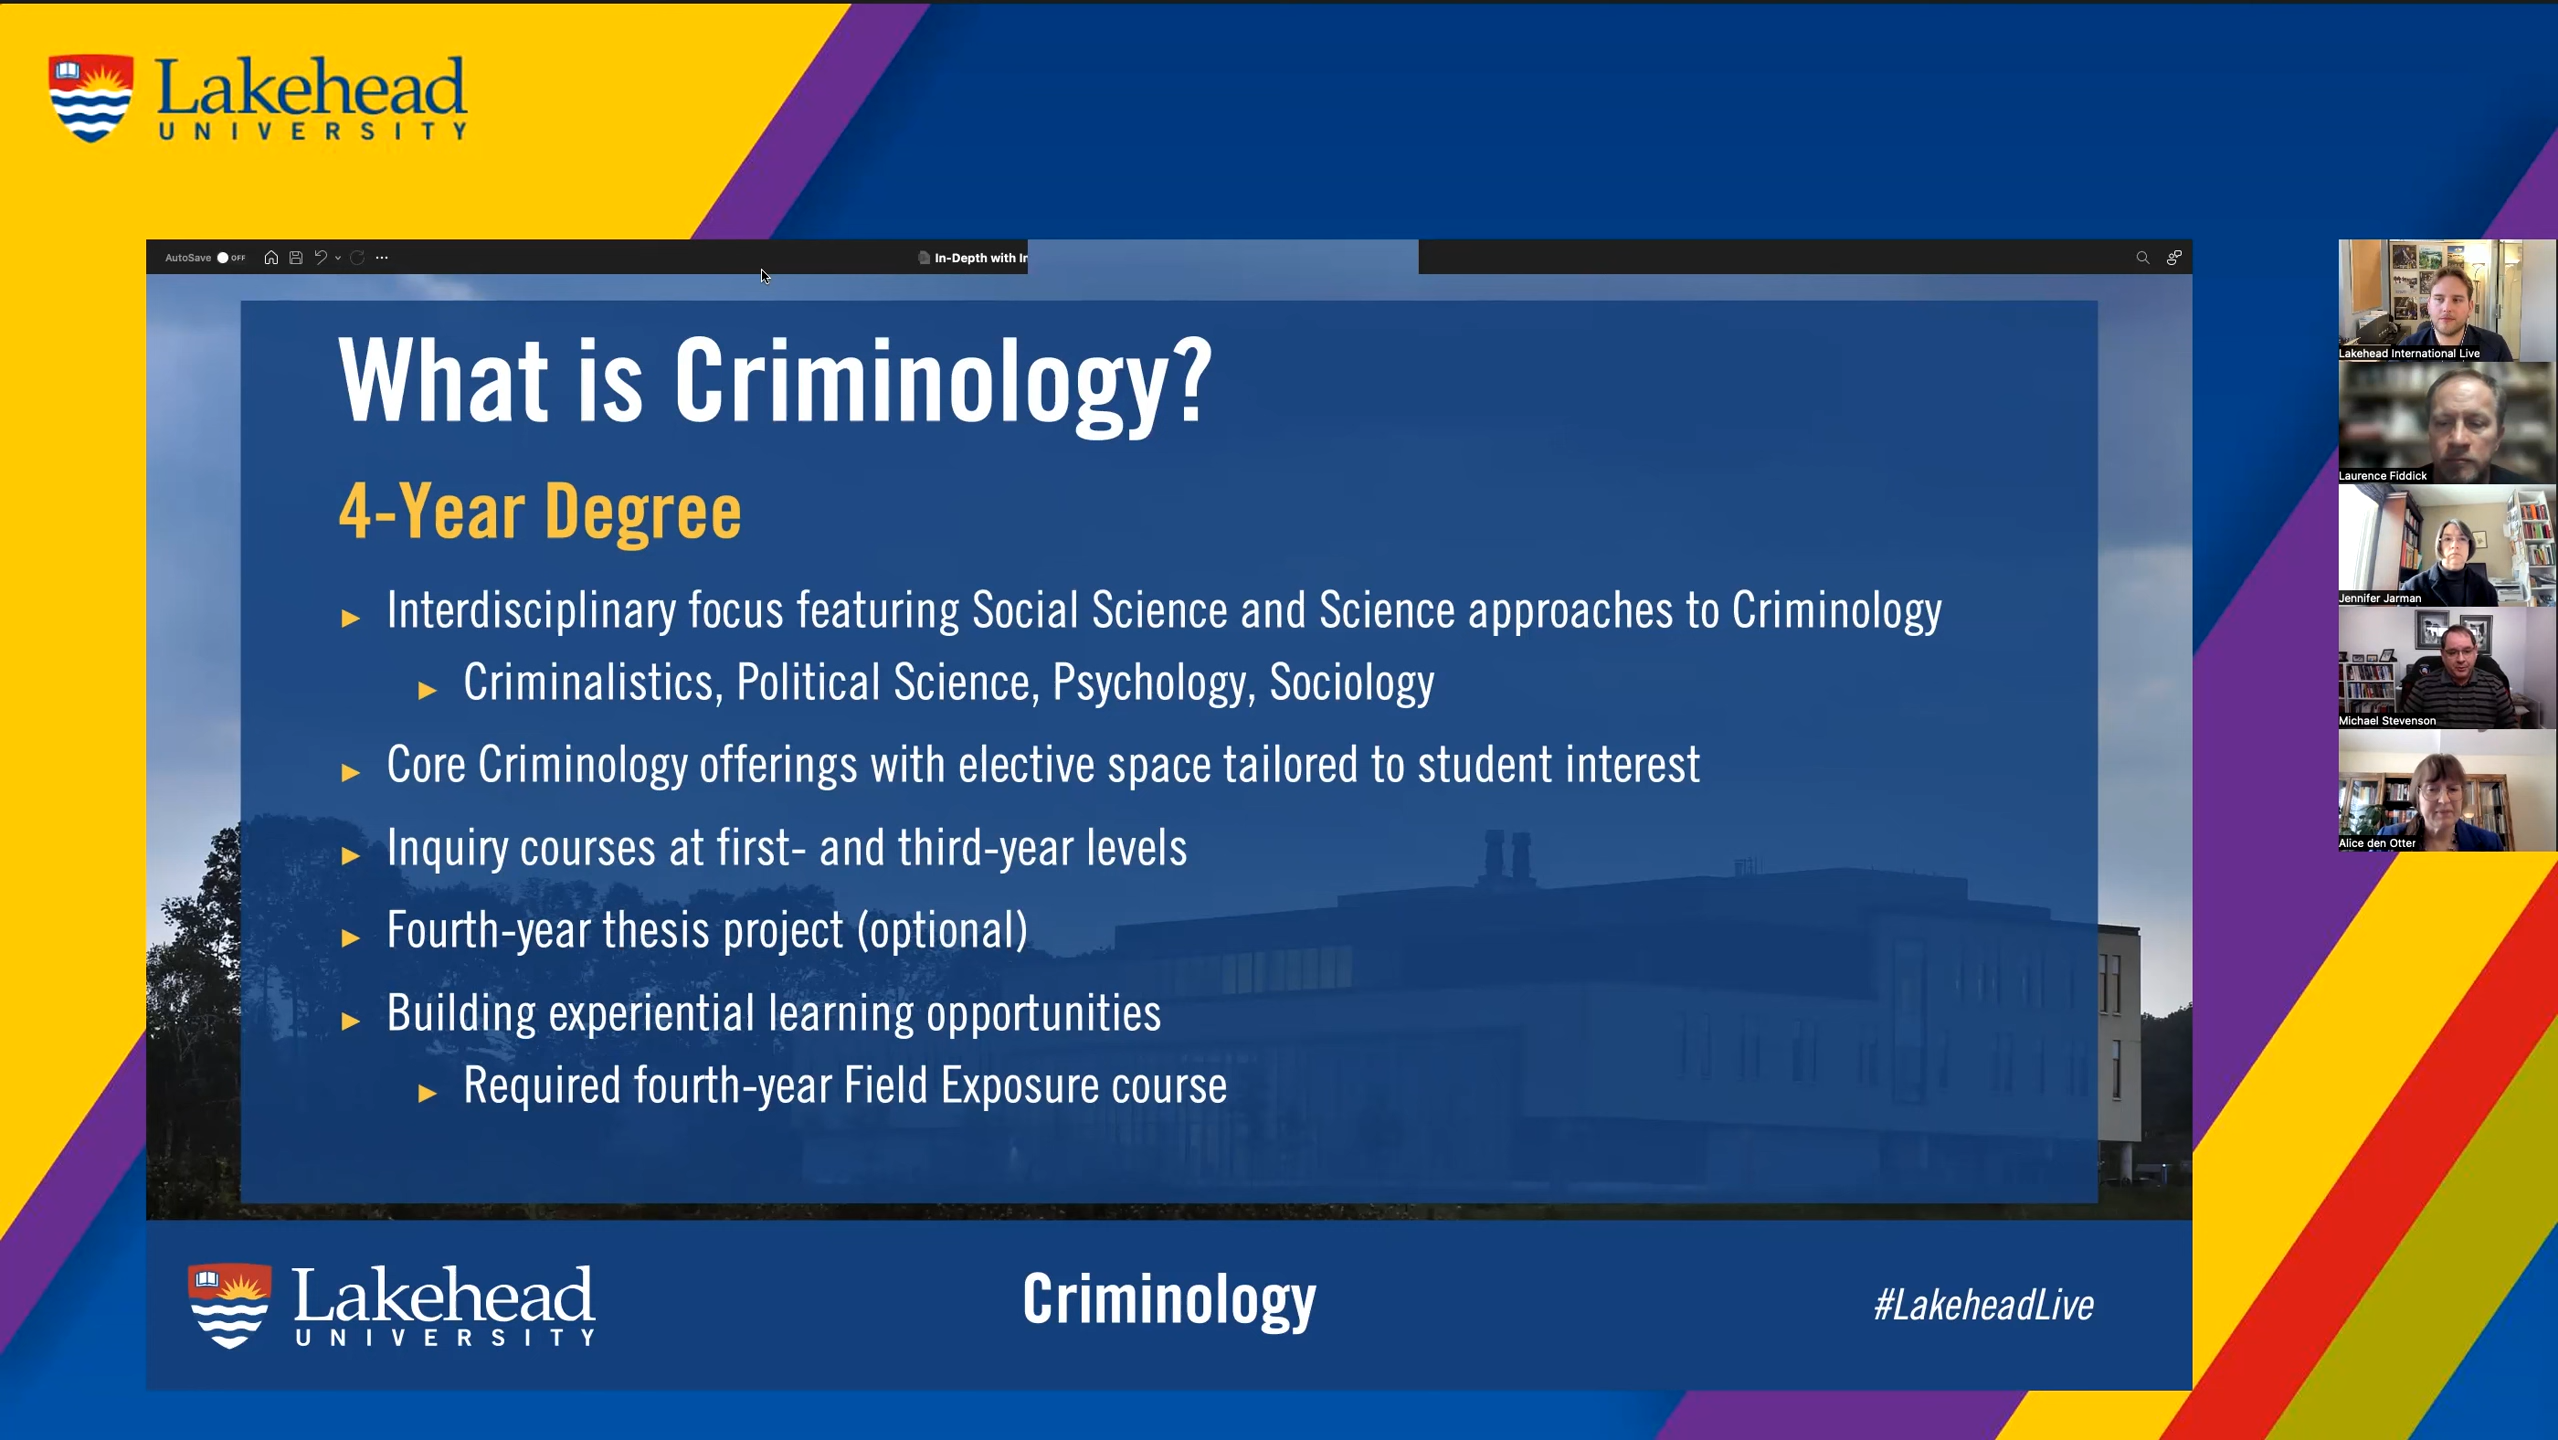 Lakehead
UNIVERSITY
AutoSave OFF
In-Depth with In
What is Criminology?
4-Year Degree
Interdisciplinary focus featuring Social Science and Science approaches to Criminology
Criminalistics, Political Science, Psychology, Sociology
Core Criminology offerings with elective space tailored to student interest
Inquiry courses at first- and third-year levels
Fourth-year thesis project (optional)
Building experiential learning opportunities
Required fourth-year Field Exposure course
Lakehead
UNIVERSITY
Criminology
#LakeheadLive
Lakehead International Live
Laurence Fiddick
Jennifer Jarman
Michael Stevenson
Alice den Otter